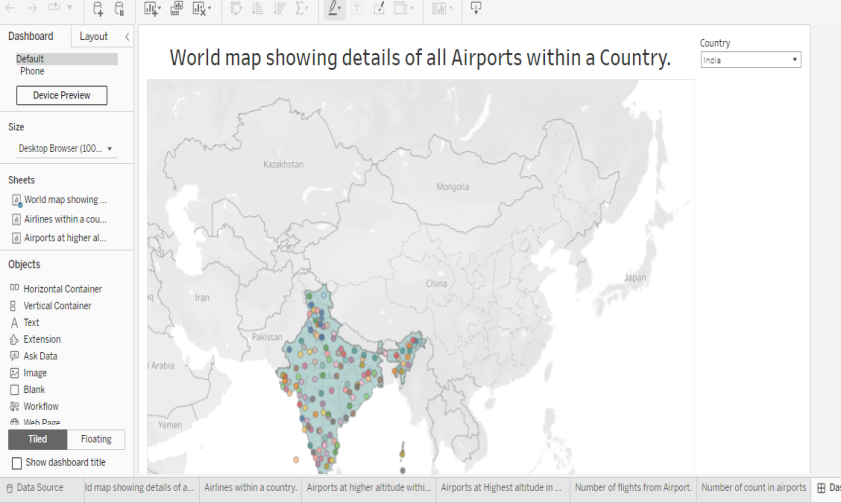 Dashboard
Layout
Default
Phone
Device Preview
Size
Desktop Browser (100...
Sheets
World map showing ...
Airlines within a cou...
Airports at higher al...
Objects
Horizontal Container
Vertical Container
Text
Extension
Ask Data
Image
Blank
Workflow
Web Page
Tiled
Floating
Show dashboard title
World map showing details of all Airports within a Country.
Country
India
Kazakhstan
Mongolia
China
Japan
Iran
Pakistan
Arabia
Yemen
Data Source
ld map showing details of a...
Airlines within a country.
Airports at higher altitude withi...
Airports at Highest altitude in ...
Number of flights from Airport.
Number of count in airports
Das